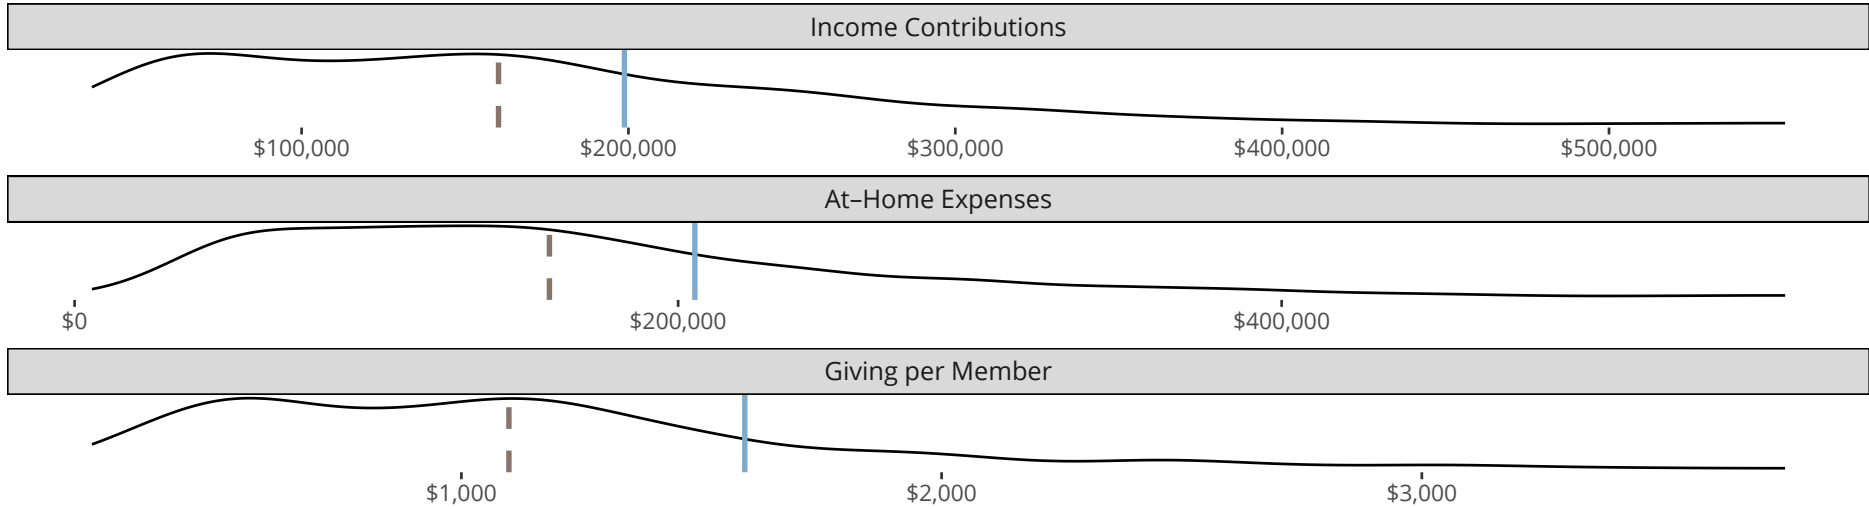 Income Contributions
$100,000 $200,000 $300,000 $400,000 $500,000
At–Home Expenses
$0 $200,000 $400,000
Giving per Member
$1,000 $2,000 $3,000